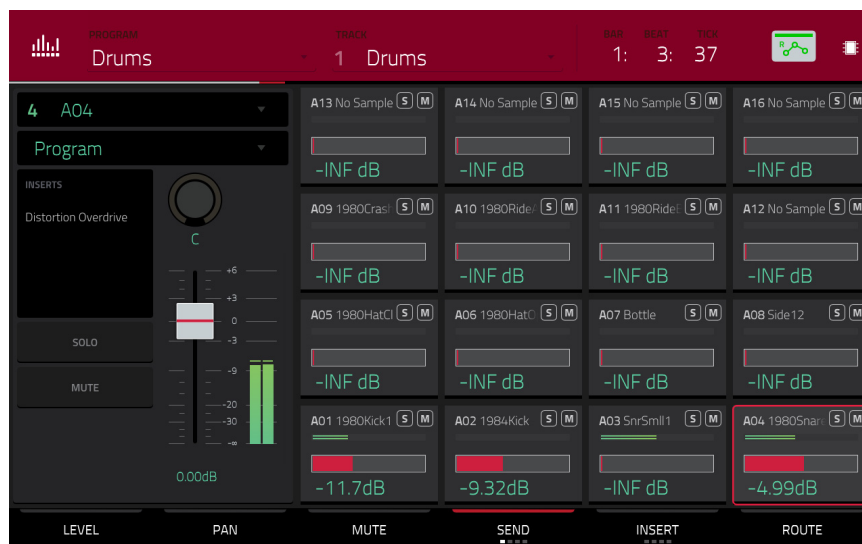 PROGRAM TRACK BAR BEAT TICK
Drums 1 Drums 1: 3: 37
R
4 A04
Program
INSERTS
Distortion Overdrive
C
+6
+3
0
-3
-9
-20
-30
-∞
SOLO
MUTE
0.00dB
A13 No Sample S M A14 No Sample S M A15 No Sample S M A16 No Sample S M
-INF dB -INF dB -INF dB -INF dB
A09 1980Cras S M A10 1980Ride S M A11 1980Ride S M A12 No Sample S M
-INF dB -INF dB -INF dB -INF dB
A05 1980HatCl S M A06 1980Hat S M A07 Bottle S M A08 Side12 S M
-INF dB -INF dB -INF dB -INF dB
A01 1980Kick1 S M A02 1984Kick S M A03 SnrSmll1 S M A04 1980Snar S M
-11.7dB -9.32dB -INF dB -4.99dB
LEVEL PAN MUTE SEND INSERT ROUTE